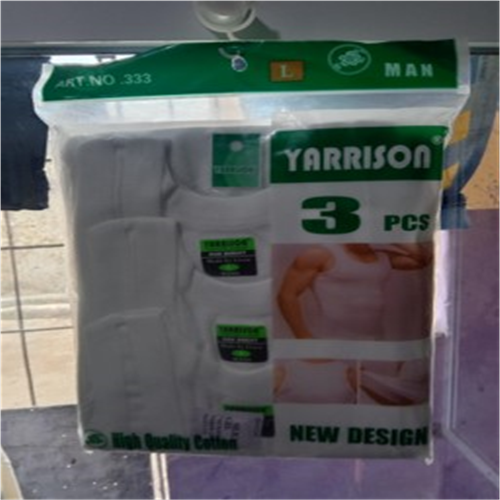 ART.NO .333
L
MAN
YARRISON
3 PCS
YARRISON
YARRISON
NEW DESIGN
High Quality Cotton